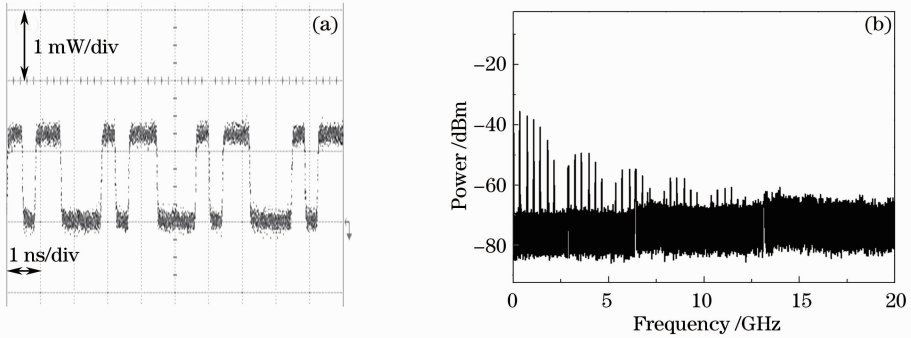 (a)
1 mW/div
1 ns/div
(b)
−20
−40
−60
−80
Power /dBm
0
5
10
15
20
Frequency /GHz